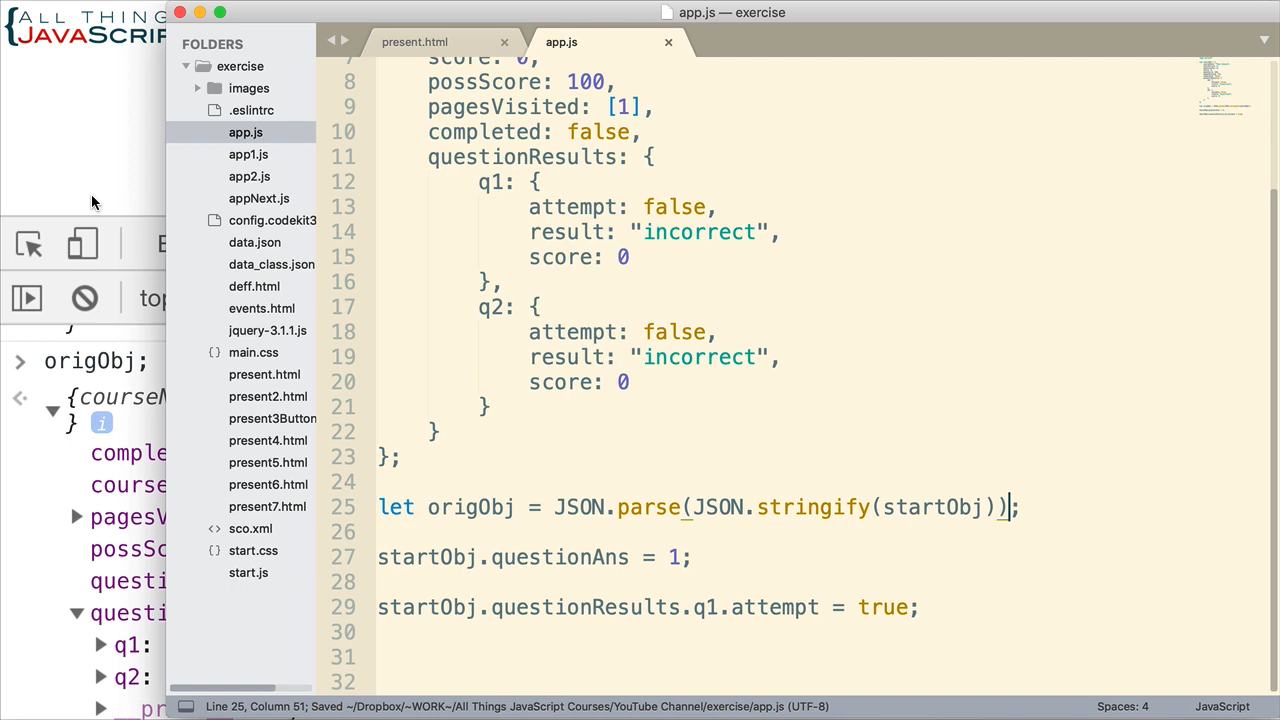 ALL THING
JAVASCR
app.js — exercise
FOLDERS
exercise
images
.eslintrc
app.js
app1.js
app2.js
appNext.js
config.codekit3
data.json
data_class.json
deff.html
events.html
jquery-3.1.1.js
main.css
present.html
present2.html
present3Button
present4.html
present5.html
present6.html
present7.html
sco.xml
start.css
start.js
present.html
app.js
7 score: 0,
8 possScore: 100,
9 pagesVisited: [1],
10 completed: false,
11 questionResults: {
12 q1: {
13 attempt: false,
14 result: "incorrect",
15 score: 0
16 },
17 q2: {
18 attempt: false,
19 result: "incorrect",
20 score: 0
21 }
22 }
23 };
24
25 let origObj = JSON.parse(JSON.stringify(startObj));
26
27 startObj.questionAns = 1;
28
29 startObj.questionResults.q1.attempt = true;
30
31
32
top
}
> origObj;
{course
} i
comple
course
pagesV
possSc
questi
questi
q1:
q2:
__pr
Line 25, Column 51; Saved ~/Dropbox/~WORK~/All Things JavaScript Courses/YouTube Channel/exercise/app.js (UTF-8)
Spaces: 4
JavaScript